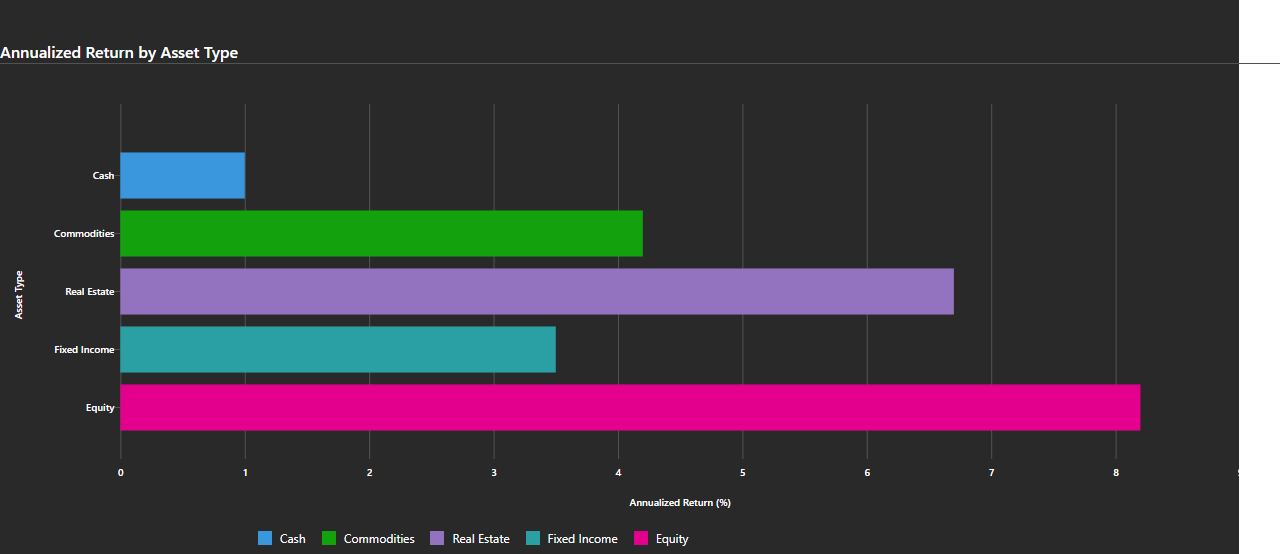 Annualized Return by Asset Type
Cash
Commodities
Real Estate
Fixed Income
Equity
Asset Type
0 1 2 3 4 5 6 7 8
Annualized Return (%)
Cash Commodities Real Estate Fixed Income Equity